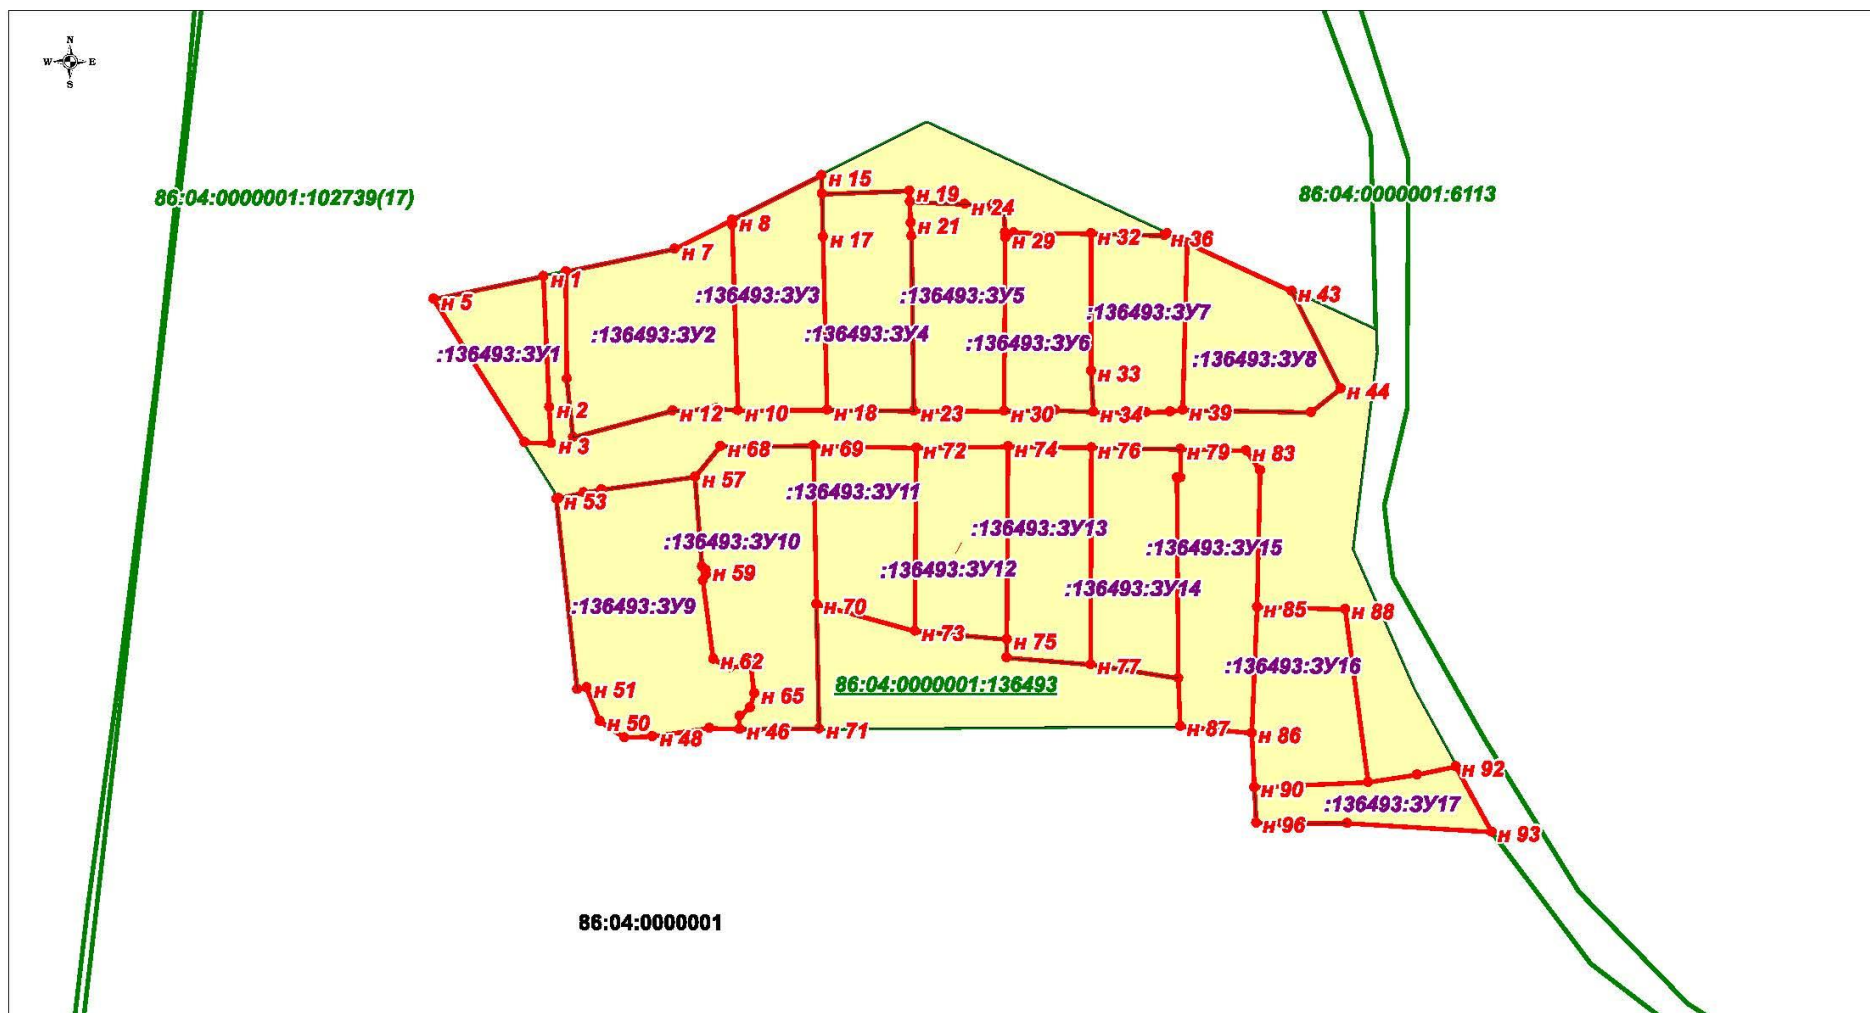 N
W E
S
86:04:0000001:102739(17)
86:04:0000001:6113
н 15
н 19
н 24
н 8
н 21
н 17
н 29
н 32
н 36
н 7
н 1
н 5
н 43
:136493:ЗУ3
:136493:ЗУ5
:136493:ЗУ7
:136493:ЗУ2
:136493:ЗУ4
:136493:ЗУ6
:136493:ЗУ1
:136493:ЗУ8
н 33
н 44
н 2
н 12
н 10
н 18
н 23
н 30
н 34
н 39
н 3
н 68
н 69
н 72
н 74
н 76
н 79
н 83
н 57
:136493:ЗУ11
н 53
:136493:ЗУ13
:136493:ЗУ10
:136493:ЗУ15
:136493:ЗУ12
н 59
:136493:ЗУ14
:136493:ЗУ9
н 70
н 85
н 88
н 73
н 75
н 62
н 77
:136493:ЗУ16
86:04:0000001:136493
н 51
н 65
н 50
н 48
н 46
н 71
н 87
н 86
н 92
н 90
:136493:ЗУ17
н 96
н 93
86:04:0000001